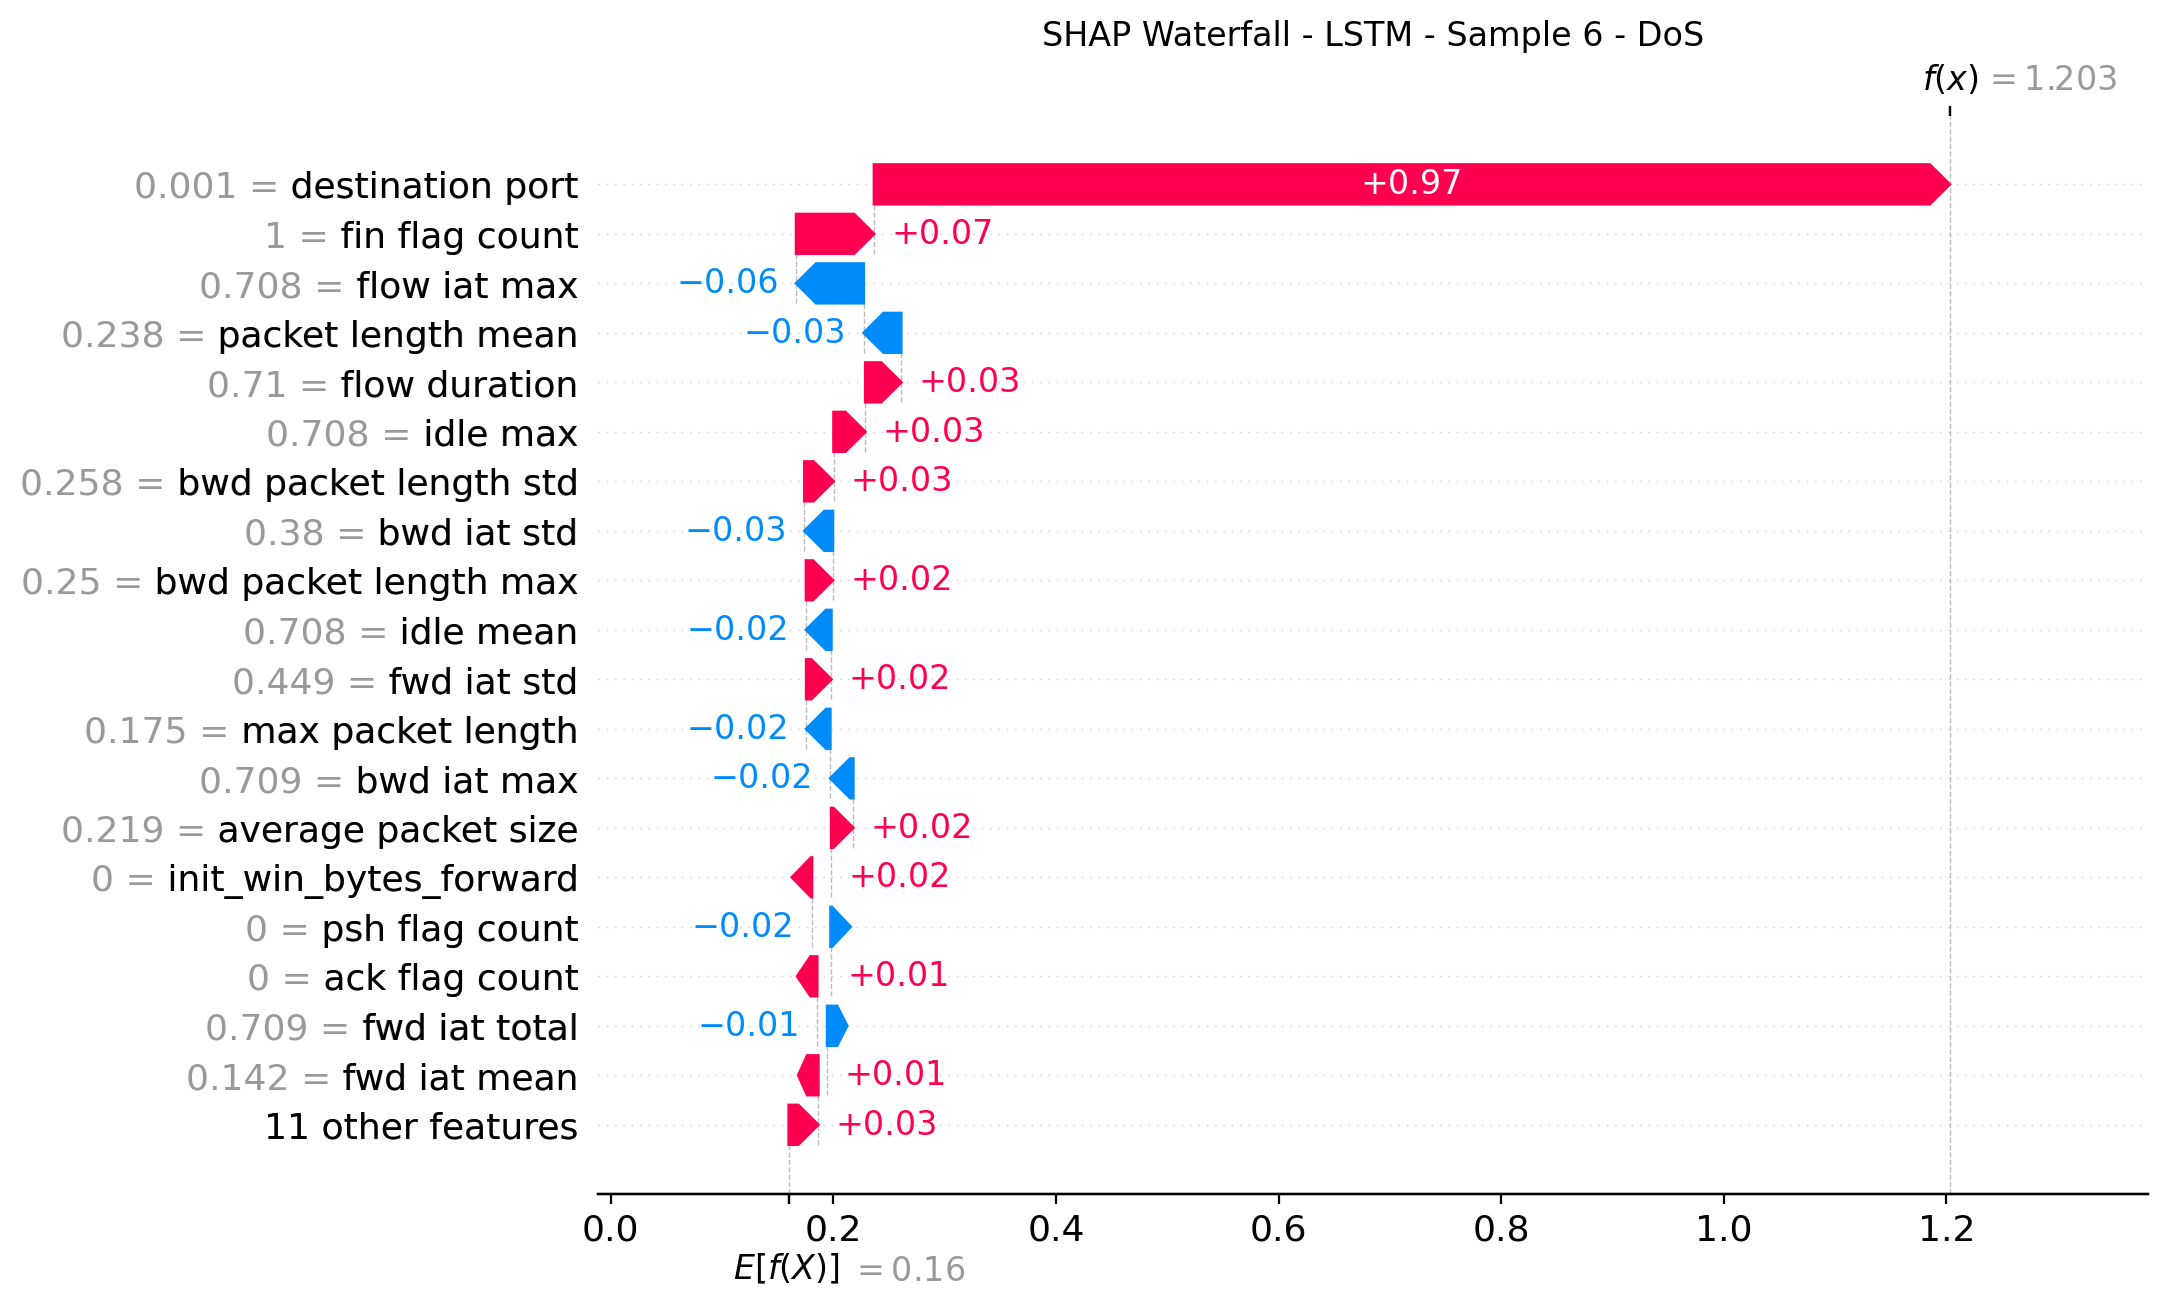 SHAP Waterfall - LSTM - Sample 6 - DoS
f(x) = 1.203
0.001 = destination port +0.97
1 = fin flag count +0.07
0.708 = flow iat max −0.06
0.238 = packet length mean −0.03
0.71 = flow duration +0.03
0.708 = idle max +0.03
0.258 = bwd packet length std +0.03
0.38 = bwd iat std −0.03
0.25 = bwd packet length max +0.02
0.708 = idle mean −0.02
0.449 = fwd iat std +0.02
0.175 = max packet length −0.02
0.709 = bwd iat max −0.02
0.219 = average packet size +0.02
0 = init_win_bytes_forward +0.02
0 = psh flag count −0.02
0 = ack flag count +0.01
0.709 = fwd iat total −0.01
0.142 = fwd iat mean +0.01
11 other features +0.03
0.0 0.2 0.4 0.6 0.8 1.0 1.2
E[f(X)] = 0.16